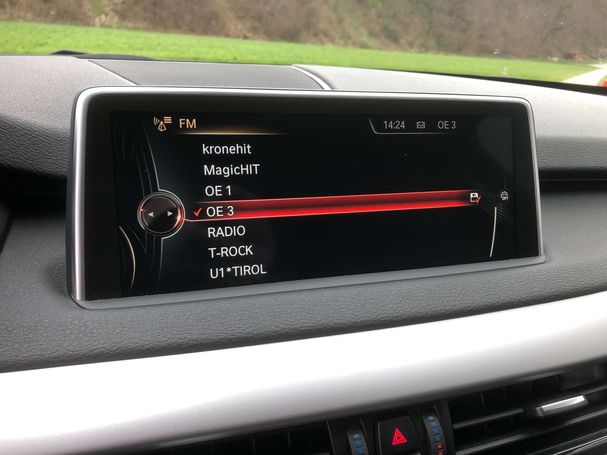 FM
14:24 OE 3
kronehit
MagicHIT
OE 1
OE 3
RADIO
T-ROCK
U1*TIROL